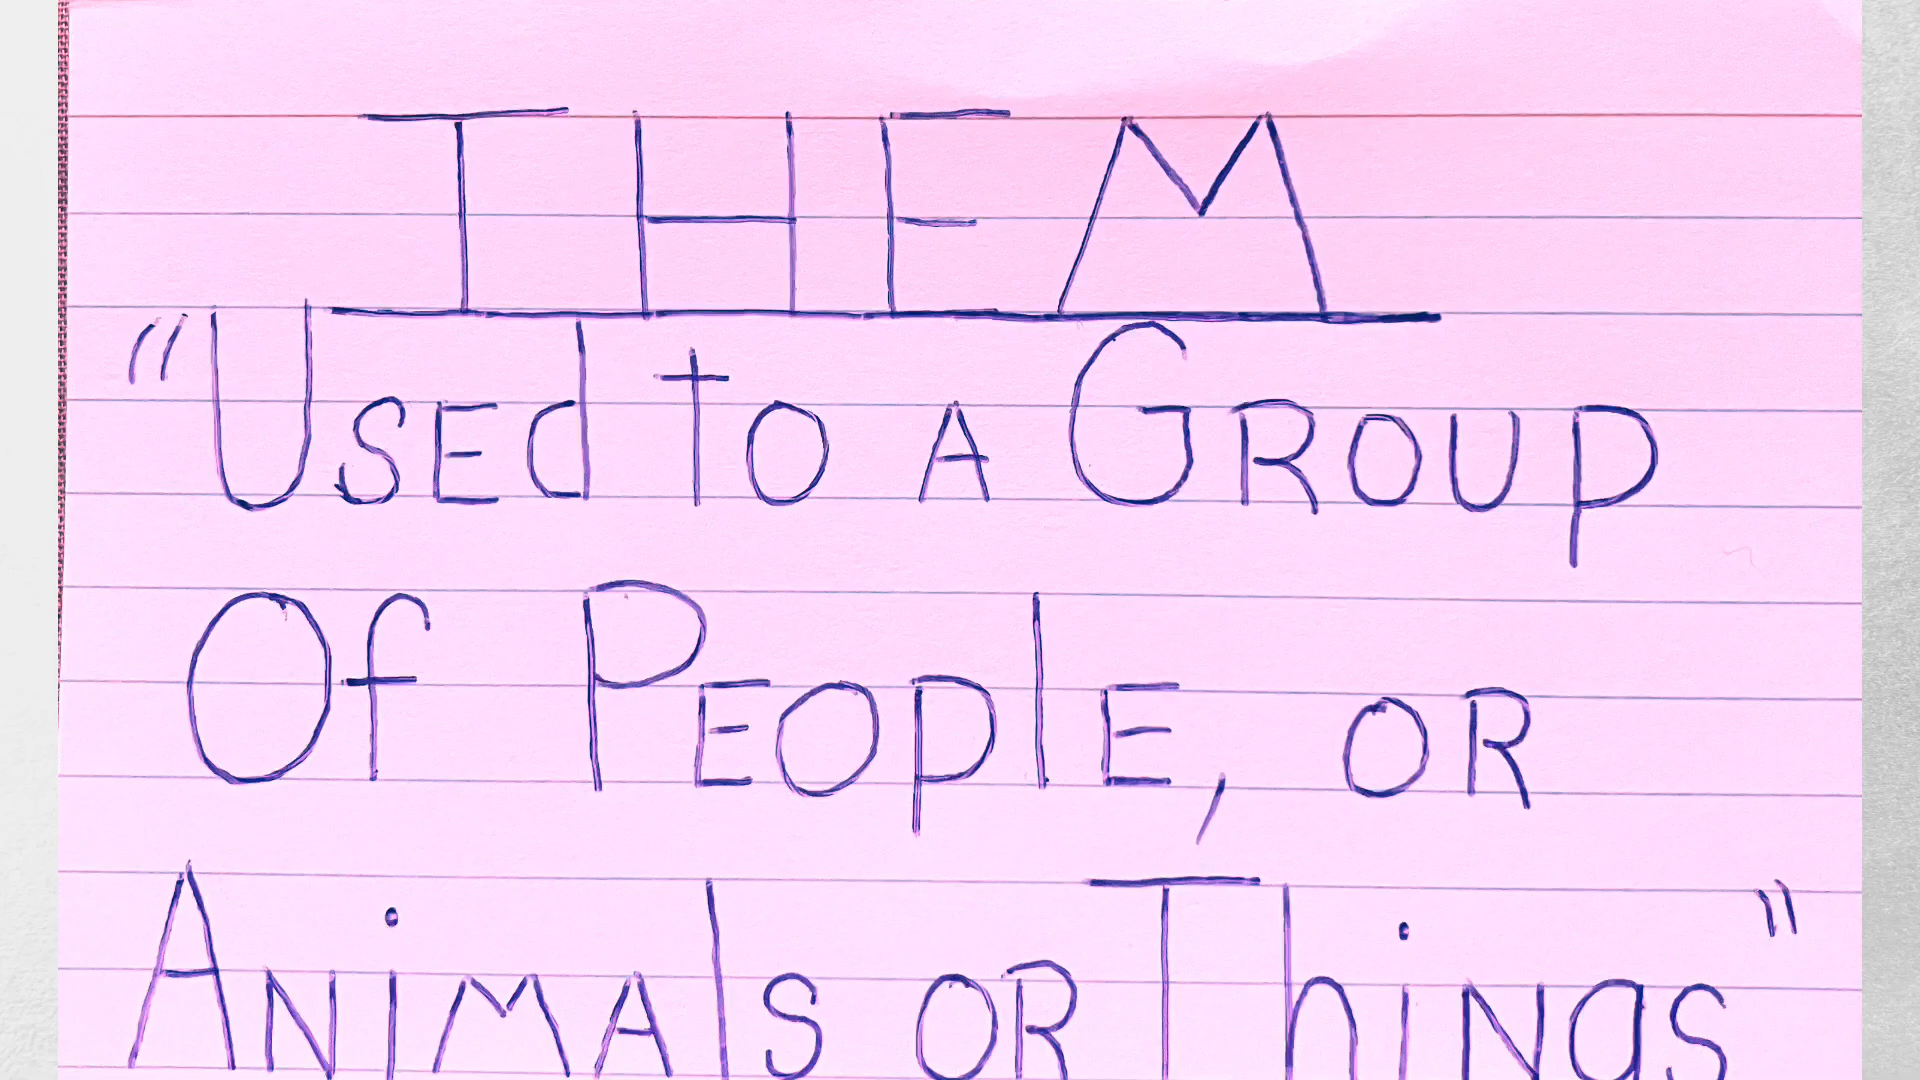 THEM
"Used to a Group
Of People, or
Animals or Things"